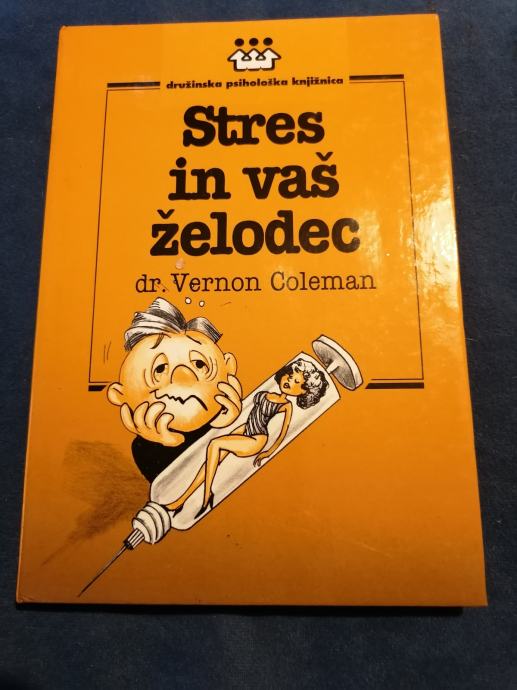 družinska psihološka knjižnica
Stres
in vaš
želodec
dr. Vernon Coleman